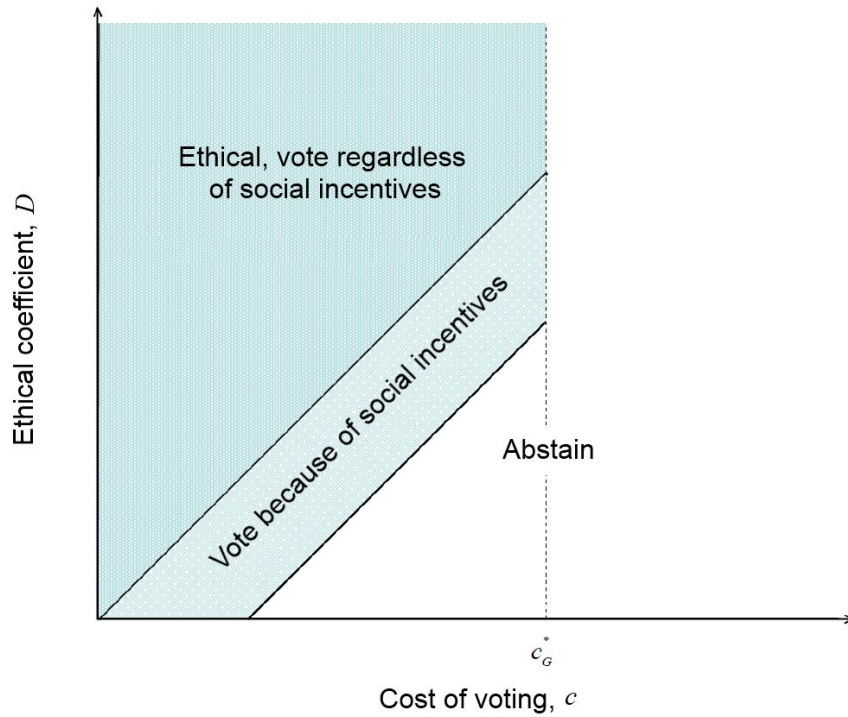 Ethical, vote regardless
of social incentives
Ethical coefficient, D
Vote because of social incentives
Abstain
c*G
Cost of voting, c